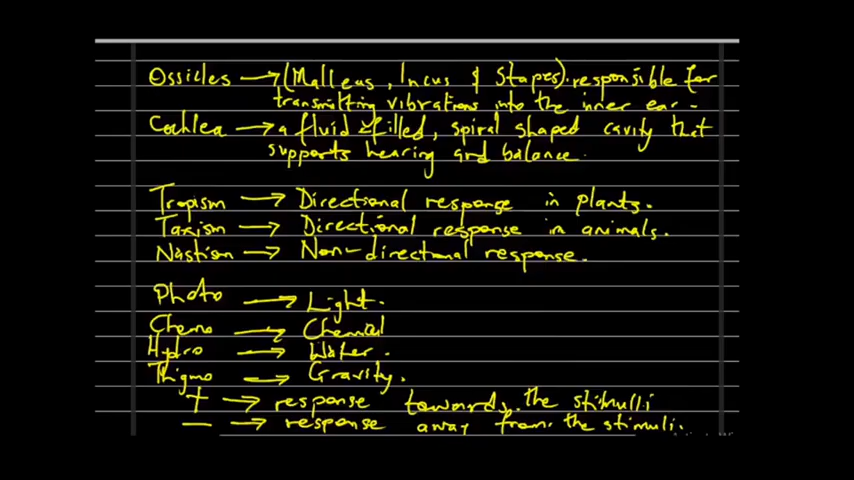 Ossicles → (Malleus, Incus & Stapes). responsible for
transmitting vibrations into the inner ear.
Cochlea → a fluid filled, spiral shaped cavity that
supports hearing and balance.
Tropism → Directional response in plants.
Taxism → Directional response in animals.
Nastism → Non-directional response.
Photo → Light.
Chemo → Chemical
Hydro → Water.
Thigmo → Gravity.
+ → response towards the stimulli
− → response away from the stimuli.